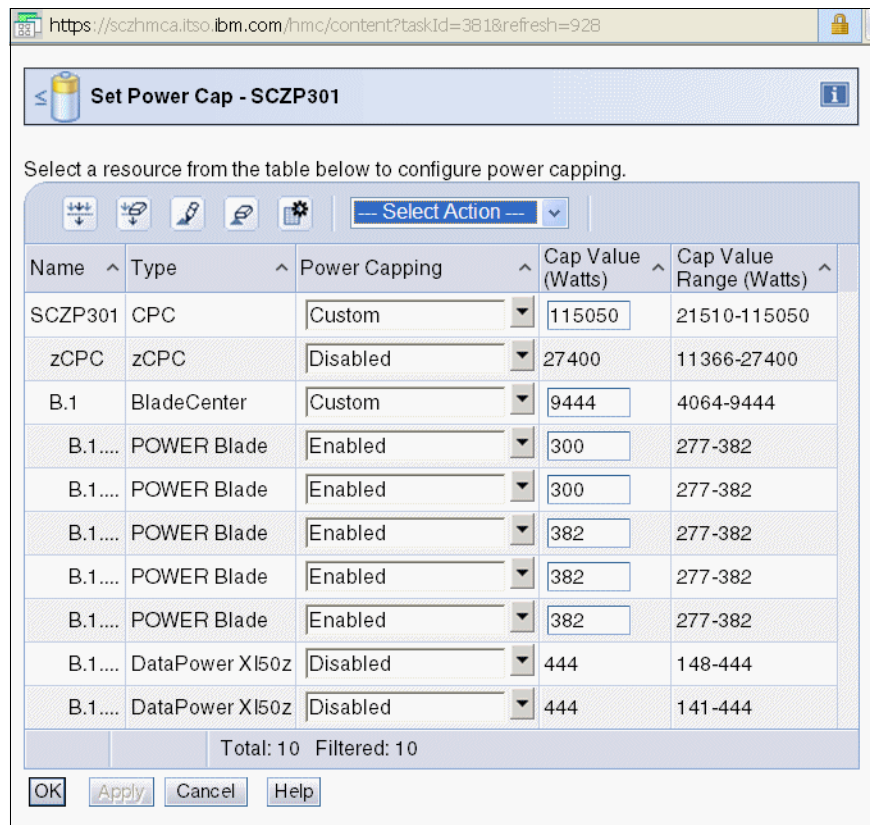 https://sczhmca.itso.ibm.com/hmc/content?taskId=381&refresh=928
Set Power Cap - SCZP301
i
Select a resource from the table below to configure power capping.
--- Select Action ---
Name Type Power Capping Cap Value (Watts) Cap Value Range (Watts)
SCZP301 CPC Custom 115050 21510-115050
zCPC zCPC Disabled 27400 11366-27400
B.1 BladeCenter Custom 9444 4064-9444
B.1.... POWER Blade Enabled 300 277-382
B.1.... POWER Blade Enabled 300 277-382
B.1.... POWER Blade Enabled 382 277-382
B.1.... POWER Blade Enabled 382 277-382
B.1.... POWER Blade Enabled 382 277-382
B.1.... DataPower XI50z Disabled 444 148-444
B.1.... DataPower XI50z Disabled 444 141-444
Total: 10 Filtered: 10
OK Apply Cancel Help